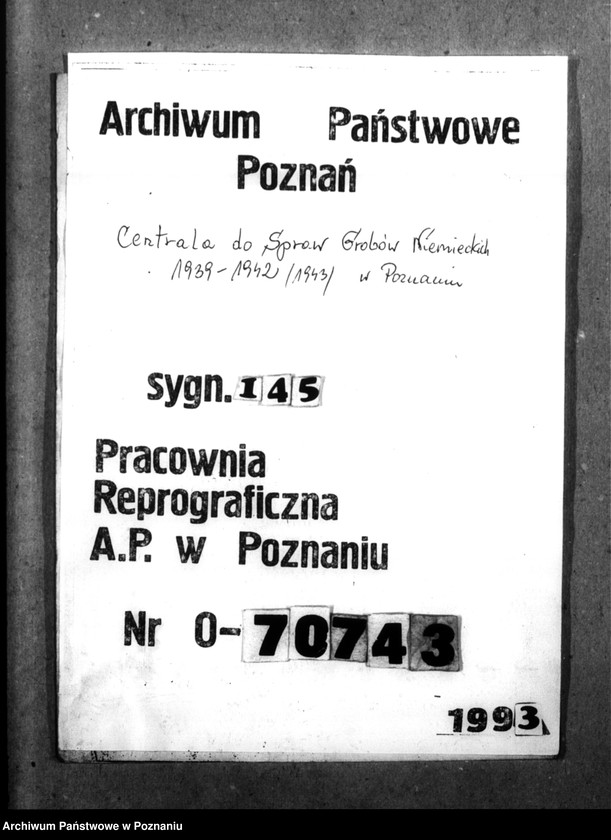 Archiwum Państwowe
Poznań
Centrala do Spraw Grobów Niemieckich
1939-1942 /1943/ w Poznaniu
sygn. 145
Pracownia
Reprograficzna
A.P. w Poznaniu
Nr O-70743
1993
Archiwum Państwowe w Poznaniu